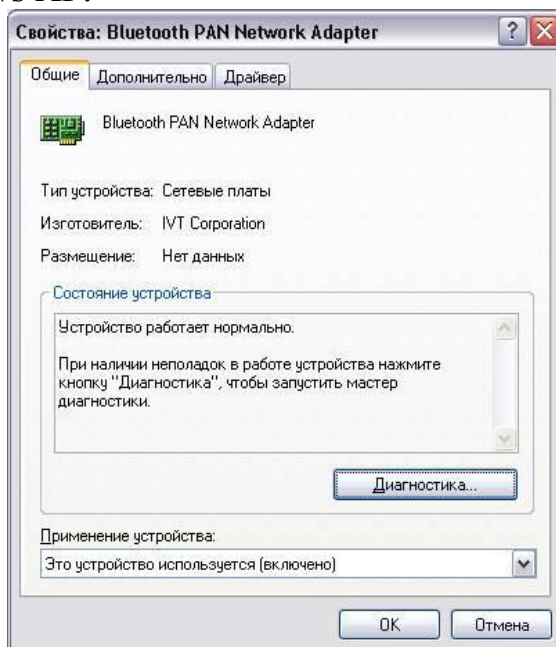 Свойства: Bluetooth PAN Network Adapter
Общие Дополнительно Драйвер
Bluetooth PAN Network Adapter
Тип устройства: Сетевые платы
Изготовитель: IVT Corporation
Размещение: Нет данных
Состояние устройства
Устройство работает нормально.
При наличии неполадок в работе устройства нажмите
кнопку "Диагностика", чтобы запустить мастер
диагностики.
Диагностика...
Применение устройства:
Это устройство используется (включено)
OK Отмена